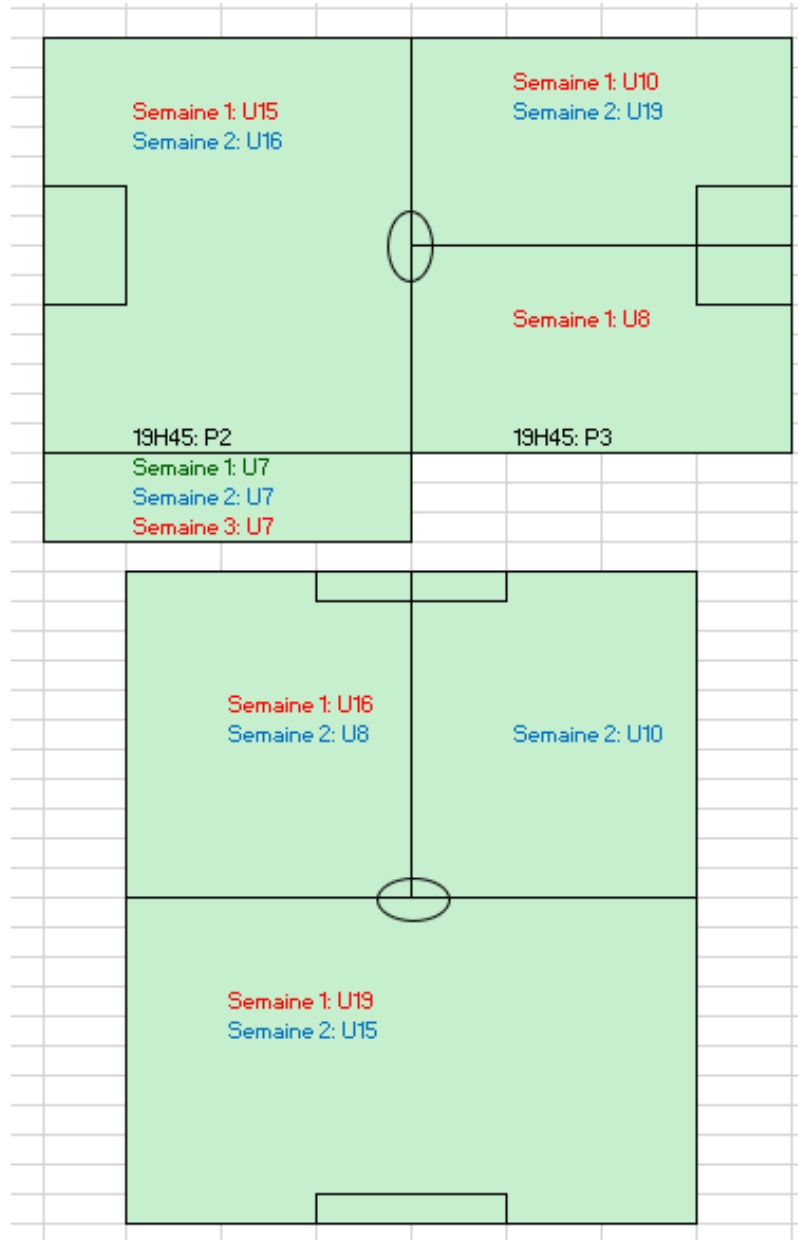 Semaine 1: U15
Semaine 2: U16
Semaine 1: U10
Semaine 2: U19
Semaine 1: U8
19H45: P2
19H45: P3
Semaine 1: U7
Semaine 2: U7
Semaine 3: U7
Semaine 1: U16
Semaine 2: U8
Semaine 2: U10
Semaine 1: U19
Semaine 2: U15